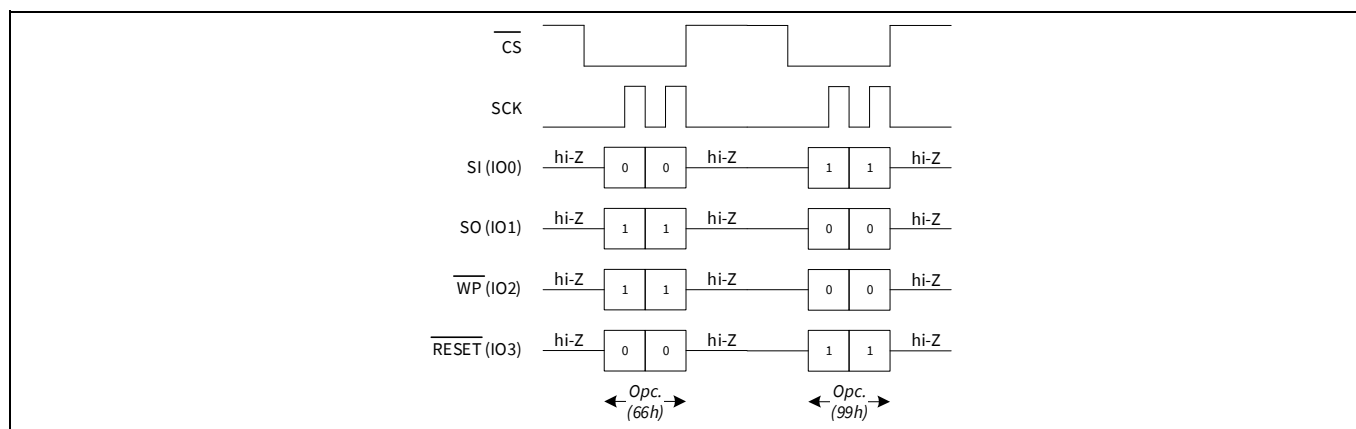 CS
SCK
SI (IO0) hi-Z 0 0 hi-Z 1 1 hi-Z
SO (IO1) hi-Z 1 1 hi-Z 0 0 hi-Z
WP (IO2) hi-Z 1 1 hi-Z 0 0 hi-Z
RESET (IO3) hi-Z 0 0 hi-Z 1 1 hi-Z
Opc. Opc.
(66h) (99h)